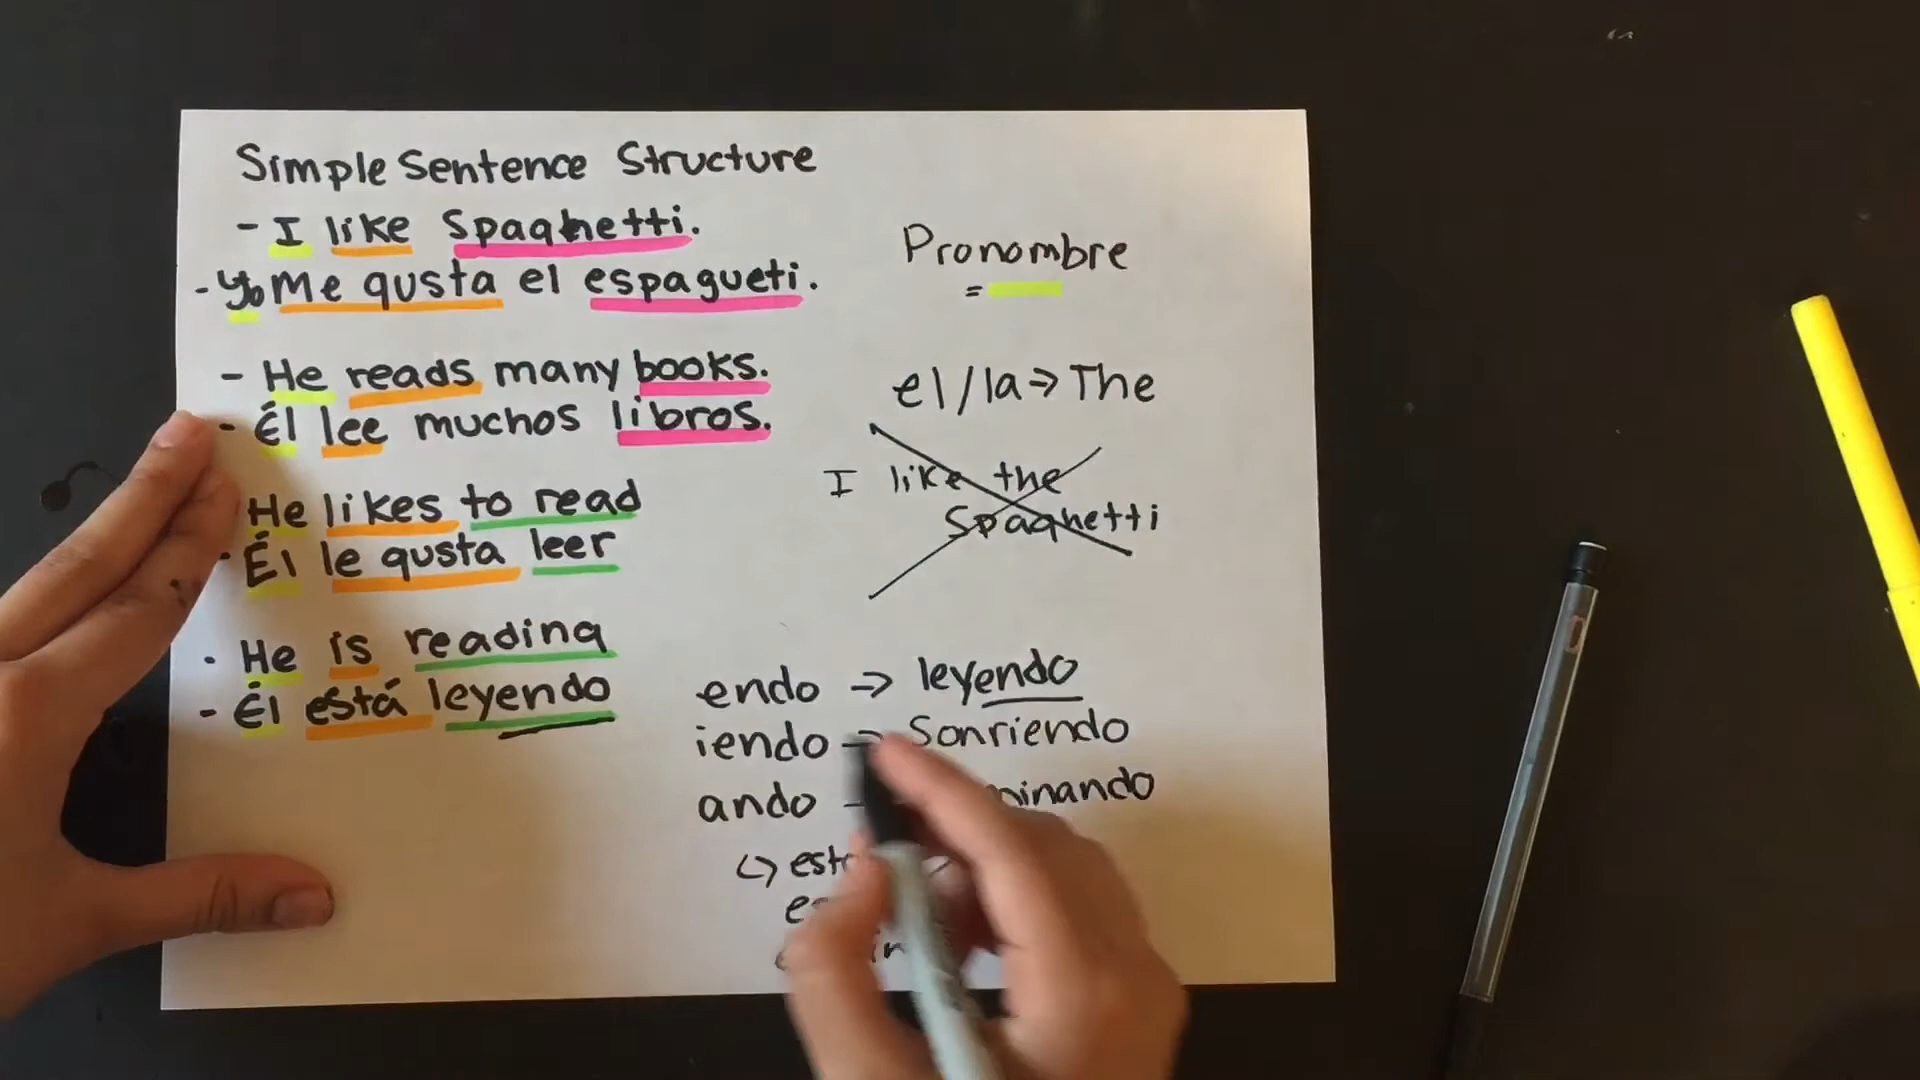 Simple Sentence Structure
- I like Spaghetti.
- Yo Me gusta el espagueti.
- He reads many books.
- Él lee muchos libros.
He likes to read
- Él le gusta leer
· He is reading
- Él está leyendo
Pronombre
=
el/la => The
I like the
Spaghetti
endo -> leyendo
iendo -> Sonriendo
ando